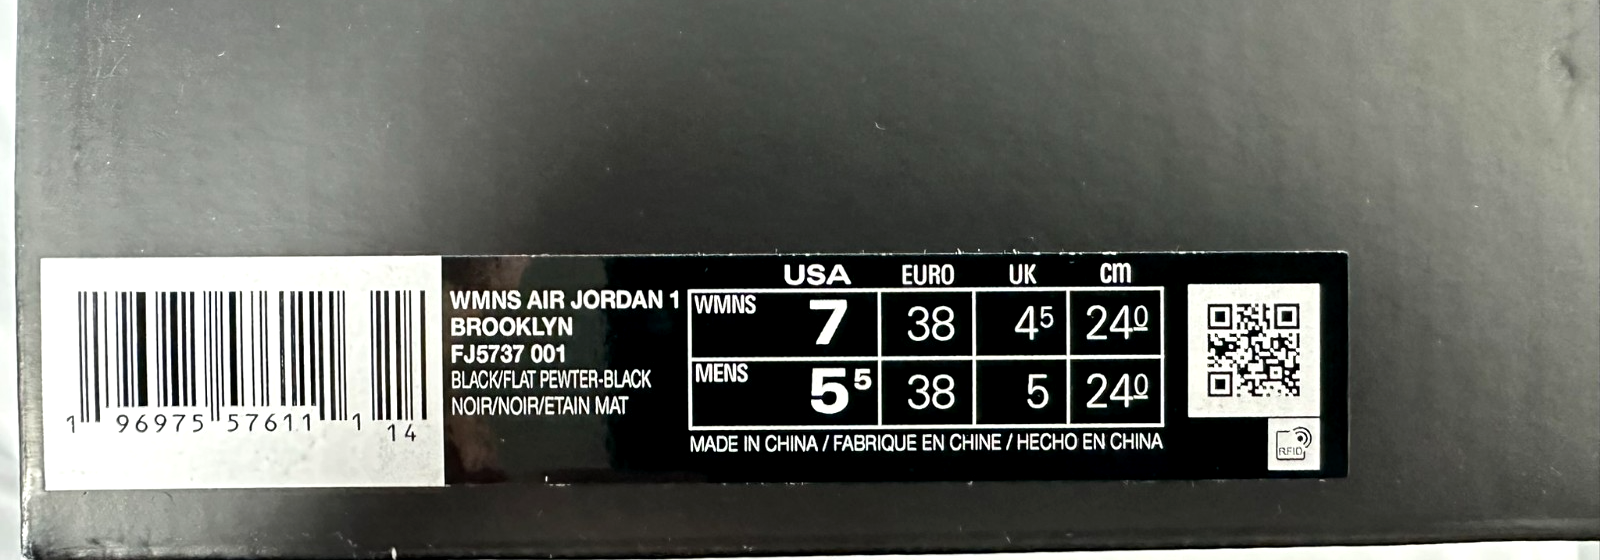 1 96975 57611 1 14
WMNS AIR JORDAN 1
BROOKLYN
FJ5737 001
BLACK/FLAT PEWTER-BLACK
NOIR/NOIR/ETAIN MAT
USA EURO UK cm
WMNS 7 38 4⁵ 24⁰
MENS 5⁵ 38 5 24⁰
MADE IN CHINA / FABRIQUE EN CHINE / HECHO EN CHINA
RFID